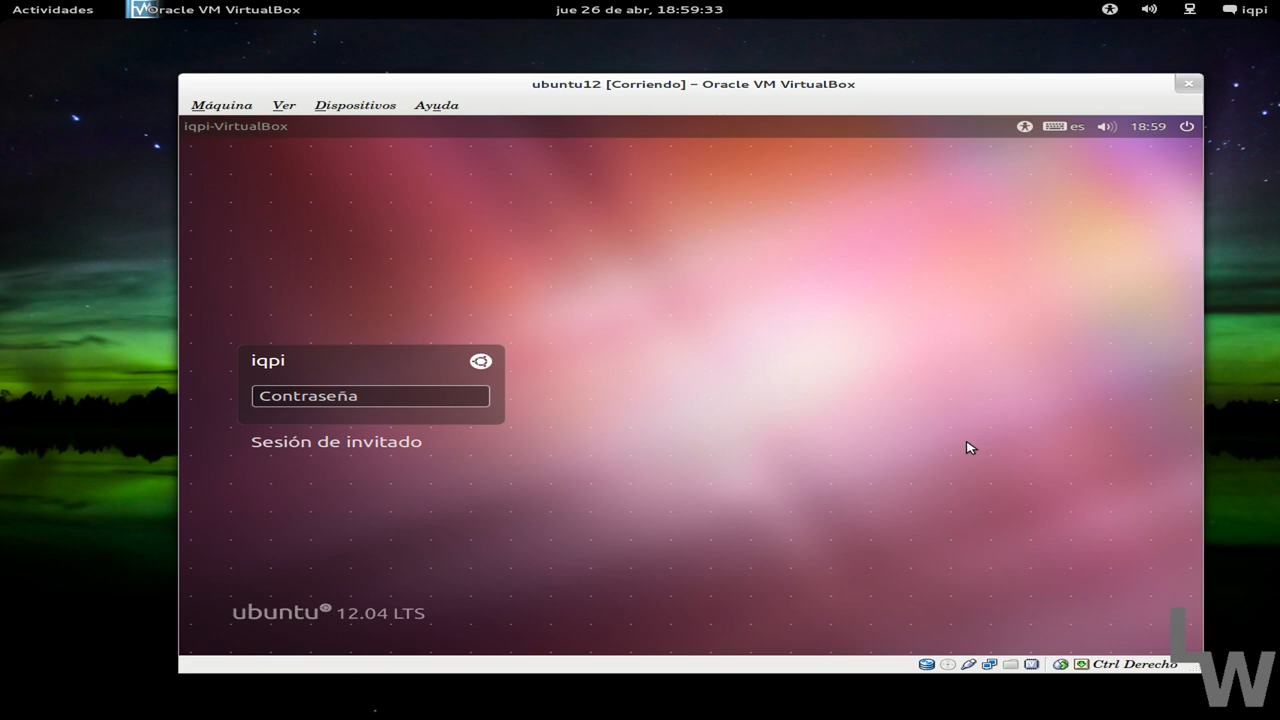 Actividades
Oracle VM VirtualBox
jue 26 de abr, 18:59:33
iqpi
ubuntu12 [Corriendo] – Oracle VM VirtualBox
Máquina Ver Dispositivos Ayuda
iqpi-VirtualBox
es
18:59
iqpi
Contraseña
Sesión de invitado
ubuntu 12.04 LTS
Ctrl Derecho
LW